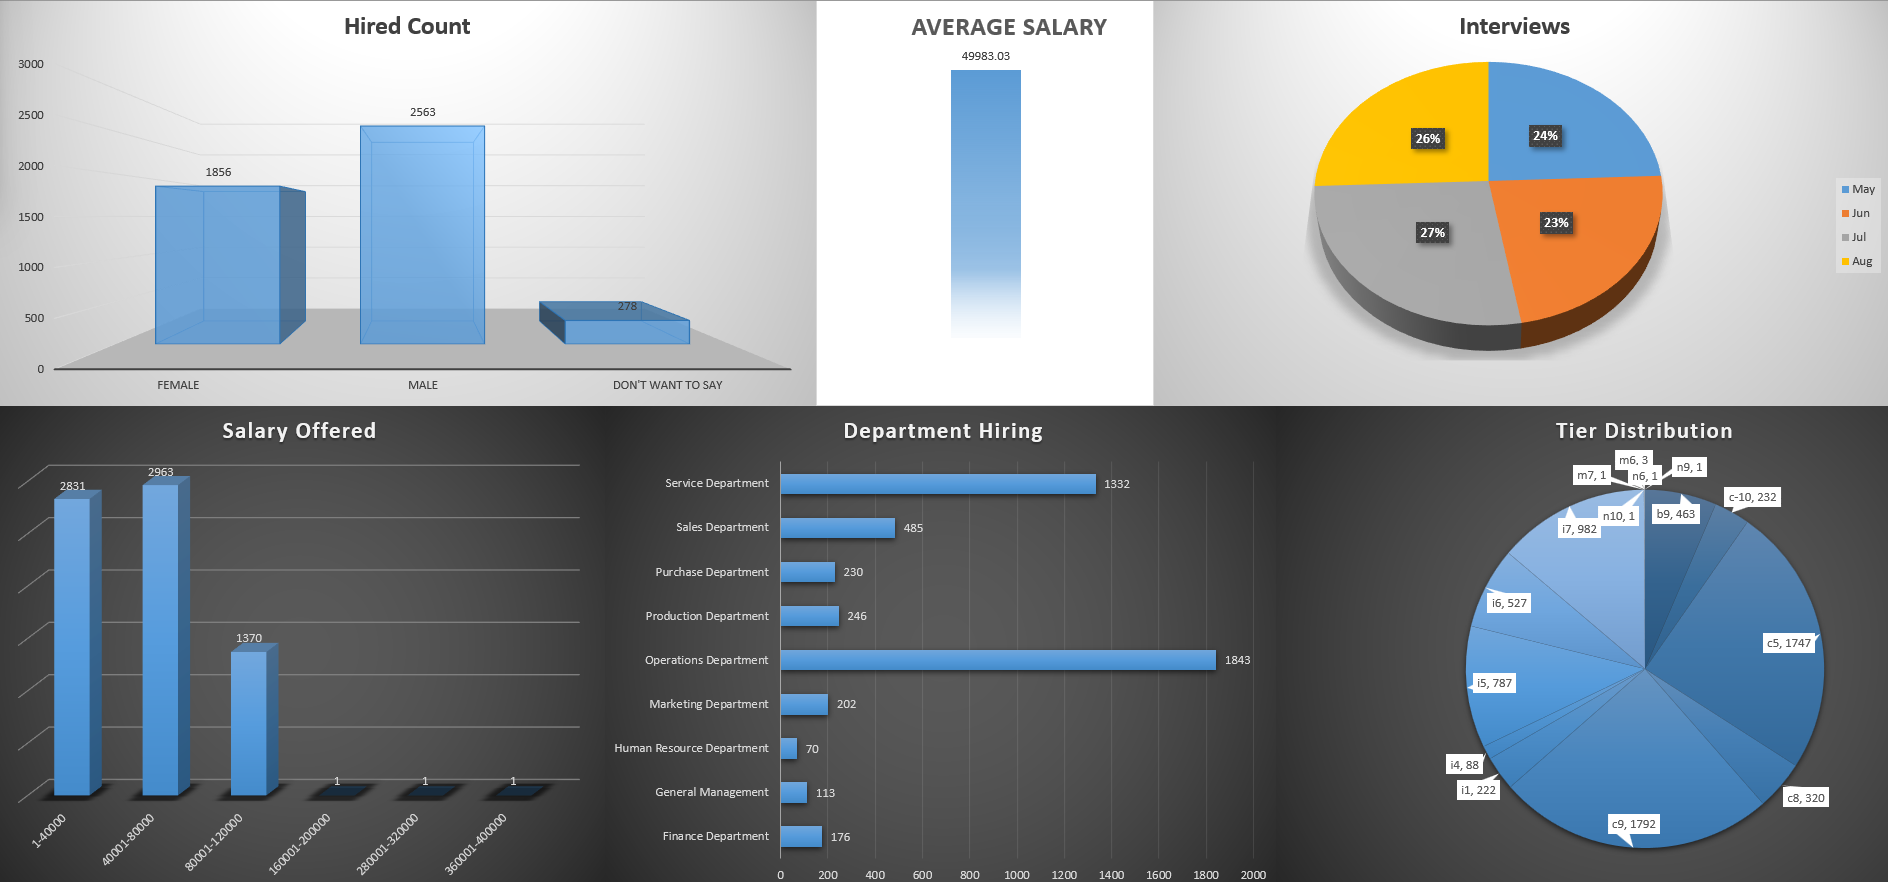 Hired Count
3000
2500
2000
1500
1000
500
0
1856
2563
278
FEMALE
MALE
DON'T WANT TO SAY
AVERAGE SALARY
49983.03
Interviews
26%
24%
27%
23%
May
Jun
Jul
Aug
Salary Offered
2831
2963
1370
1
1
1
1-40000
40001-80000
80001-120000
160001-200000
280001-320000
360001-400000
Department Hiring
Service Department 1332
Sales Department 485
Purchase Department 230
Production Department 246
Operations Department 1843
Marketing Department 202
Human Resource Department 70
General Management 113
Finance Department 176
0 200 400 600 800 1000 1200 1400 1600 1800 2000
Tier Distribution
m6, 3
m7, 1
n6, 1
n9, 1
c-10, 232
n10, 1
b9, 463
i7, 982
i6, 527
c5, 1747
i5, 787
i4, 88
i1, 222
c8, 320
c9, 1792